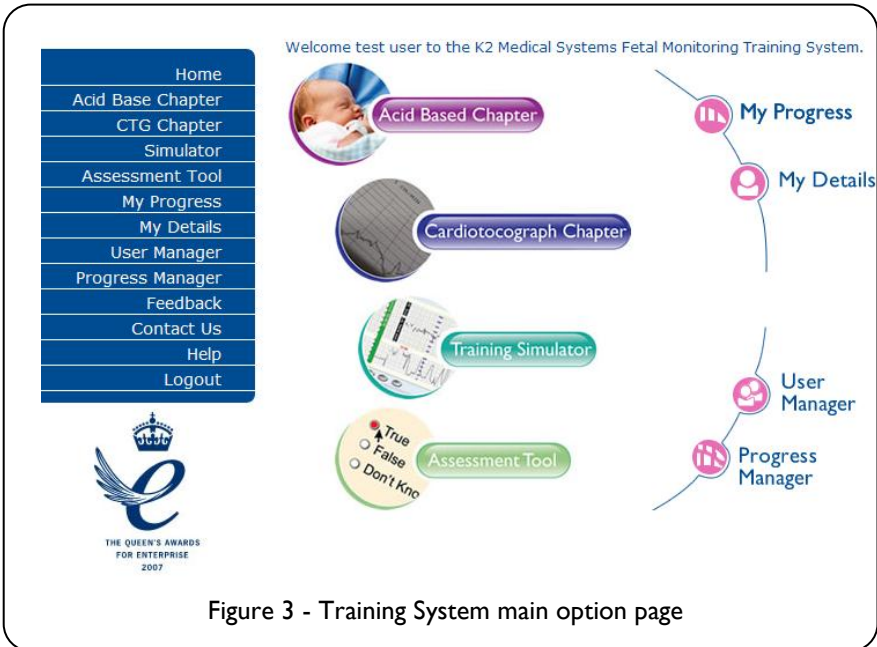 Welcome test user to the K2 Medical Systems Fetal Monitoring Training System.
Home
Acid Base Chapter
CTG Chapter
Simulator
Assessment Tool
My Progress
My Details
User Manager
Progress Manager
Feedback
Contact Us
Help
Logout
Acid Based Chapter
Cardiotocograph Chapter
Training Simulator
True
False
Don't Kno
Assessment Tool
My Progress
My Details
User
Manager
Progress
Manager
THE QUEEN'S AWARDS
FOR ENTERPRISE
2007
Figure 3 - Training System main option page